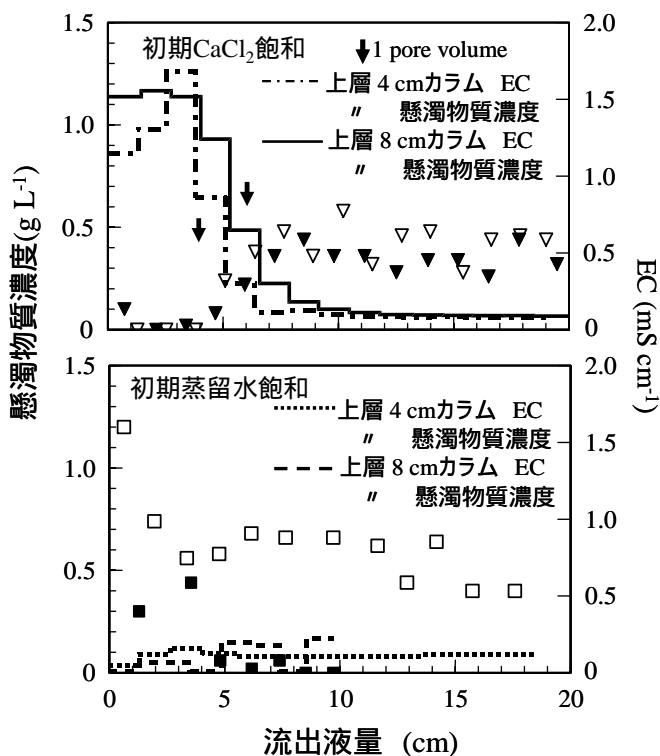 1.5
2.0
初期CaCl2飽和
1 pore volume
上層 4 cmカラム EC
〃 懸濁物質濃度
上層 8 cmカラム EC
〃 懸濁物質濃度
1.0
1.5
1.0
0.5
0.5
0
0
懸濁物質濃度(g L-1)
EC (mS cm-1)
1.5
2.0
初期蒸留水飽和
上層 4 cmカラム EC
〃 懸濁物質濃度
上層 8 cmカラム EC
〃 懸濁物質濃度
1.0
1.5
1.0
0.5
0.5
0
0
0 5 10 15 20
流出液量 (cm)